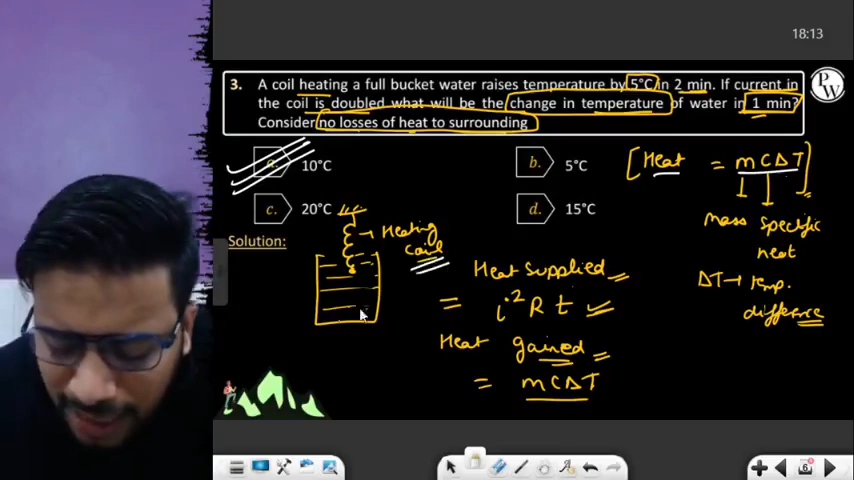 18:13
3. A coil heating a full bucket water raises temperature by 5°C in 2 min. If current in
the coil is doubled what will be the change in temperature of water in 1 min?
Consider no losses of heat to surrounding
PW
a. 10°C
b. 5°C
c. 20°C
d. 15°C
[Heat = mCΔT]
Mass Specific
heat
ΔT → temp.
difference
Solution:
→ Heating
coil
Heat supplied
= i²Rt ✓
Heat gained
= mCΔT
6